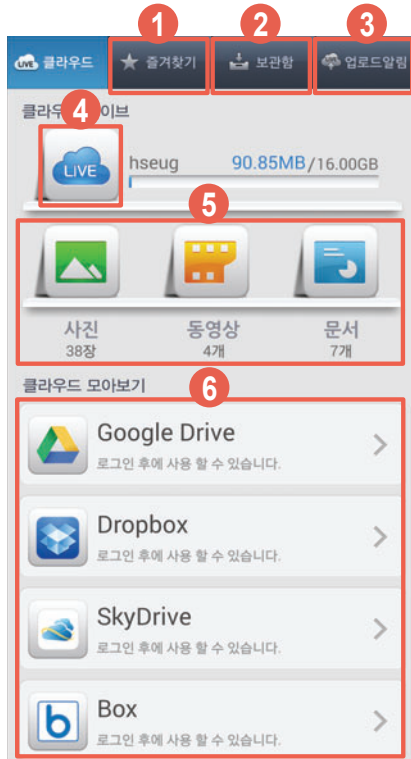 1 2 3
LIVE 클라우드 즐겨찾기 보관함 업로드알림
클라우 이브
4
LIVE
hseug 90.85MB/16.00GB
5
사진 동영상 문서
38장 4개 7개
클라우드 모아보기
6
Google Drive
로그인 후에 사용 할 수 있습니다.
Dropbox
로그인 후에 사용 할 수 있습니다.
SkyDrive
로그인 후에 사용 할 수 있습니다.
Box
로그인 후에 사용 할 수 있습니다.
b